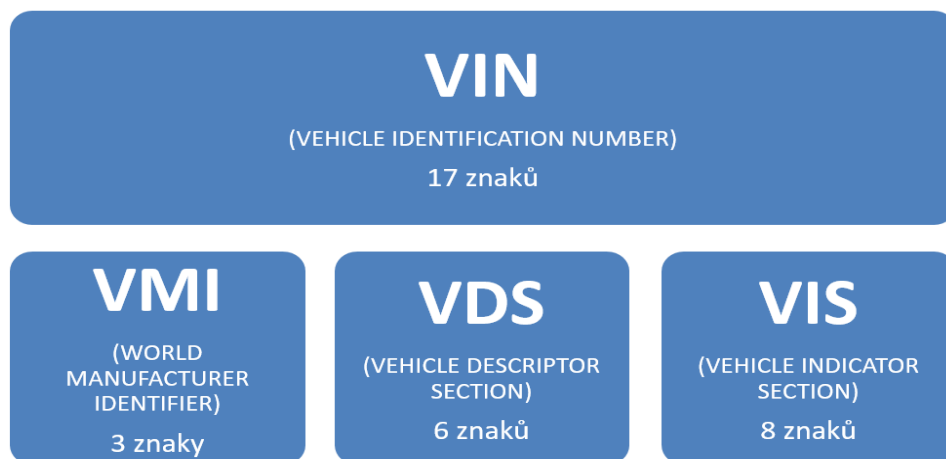 VIN
(VEHICLE IDENTIFICATION NUMBER)
17 znaků
VMI
(WORLD
MANUFACTURER
IDENTIFIER)
3 znaky
VDS
(VEHICLE DESCRIPTOR
SECTION)
6 znaků
VIS
(VEHICLE INDICATOR
SECTION)
8 znaků